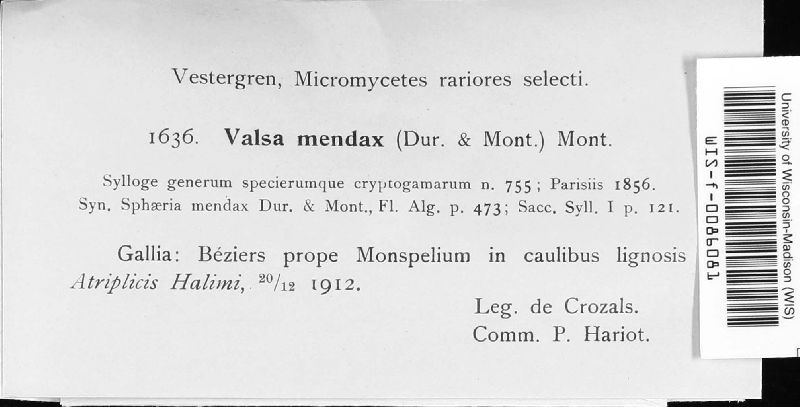 Vestergren, Micromycetes rariores selecti.
1636. Valsa mendax (Dur. & Mont.) Mont.
Sylloge generum specierumque cryptogamarum n. 755; Parisiis 1856.
Syn. Sphæria mendax Dur. & Mont., Fl. Alg. p. 473; Sacc. Syll. I p. 121.
Gallia: Béziers prope Monspelium in caulibus lignosis
Atriplicis Halimi, 20/12 1912.
Leg. de Crozals.
Comm. P. Hariot.
University of Wisconsin-Madison (WIS)
WIS-f-0089081